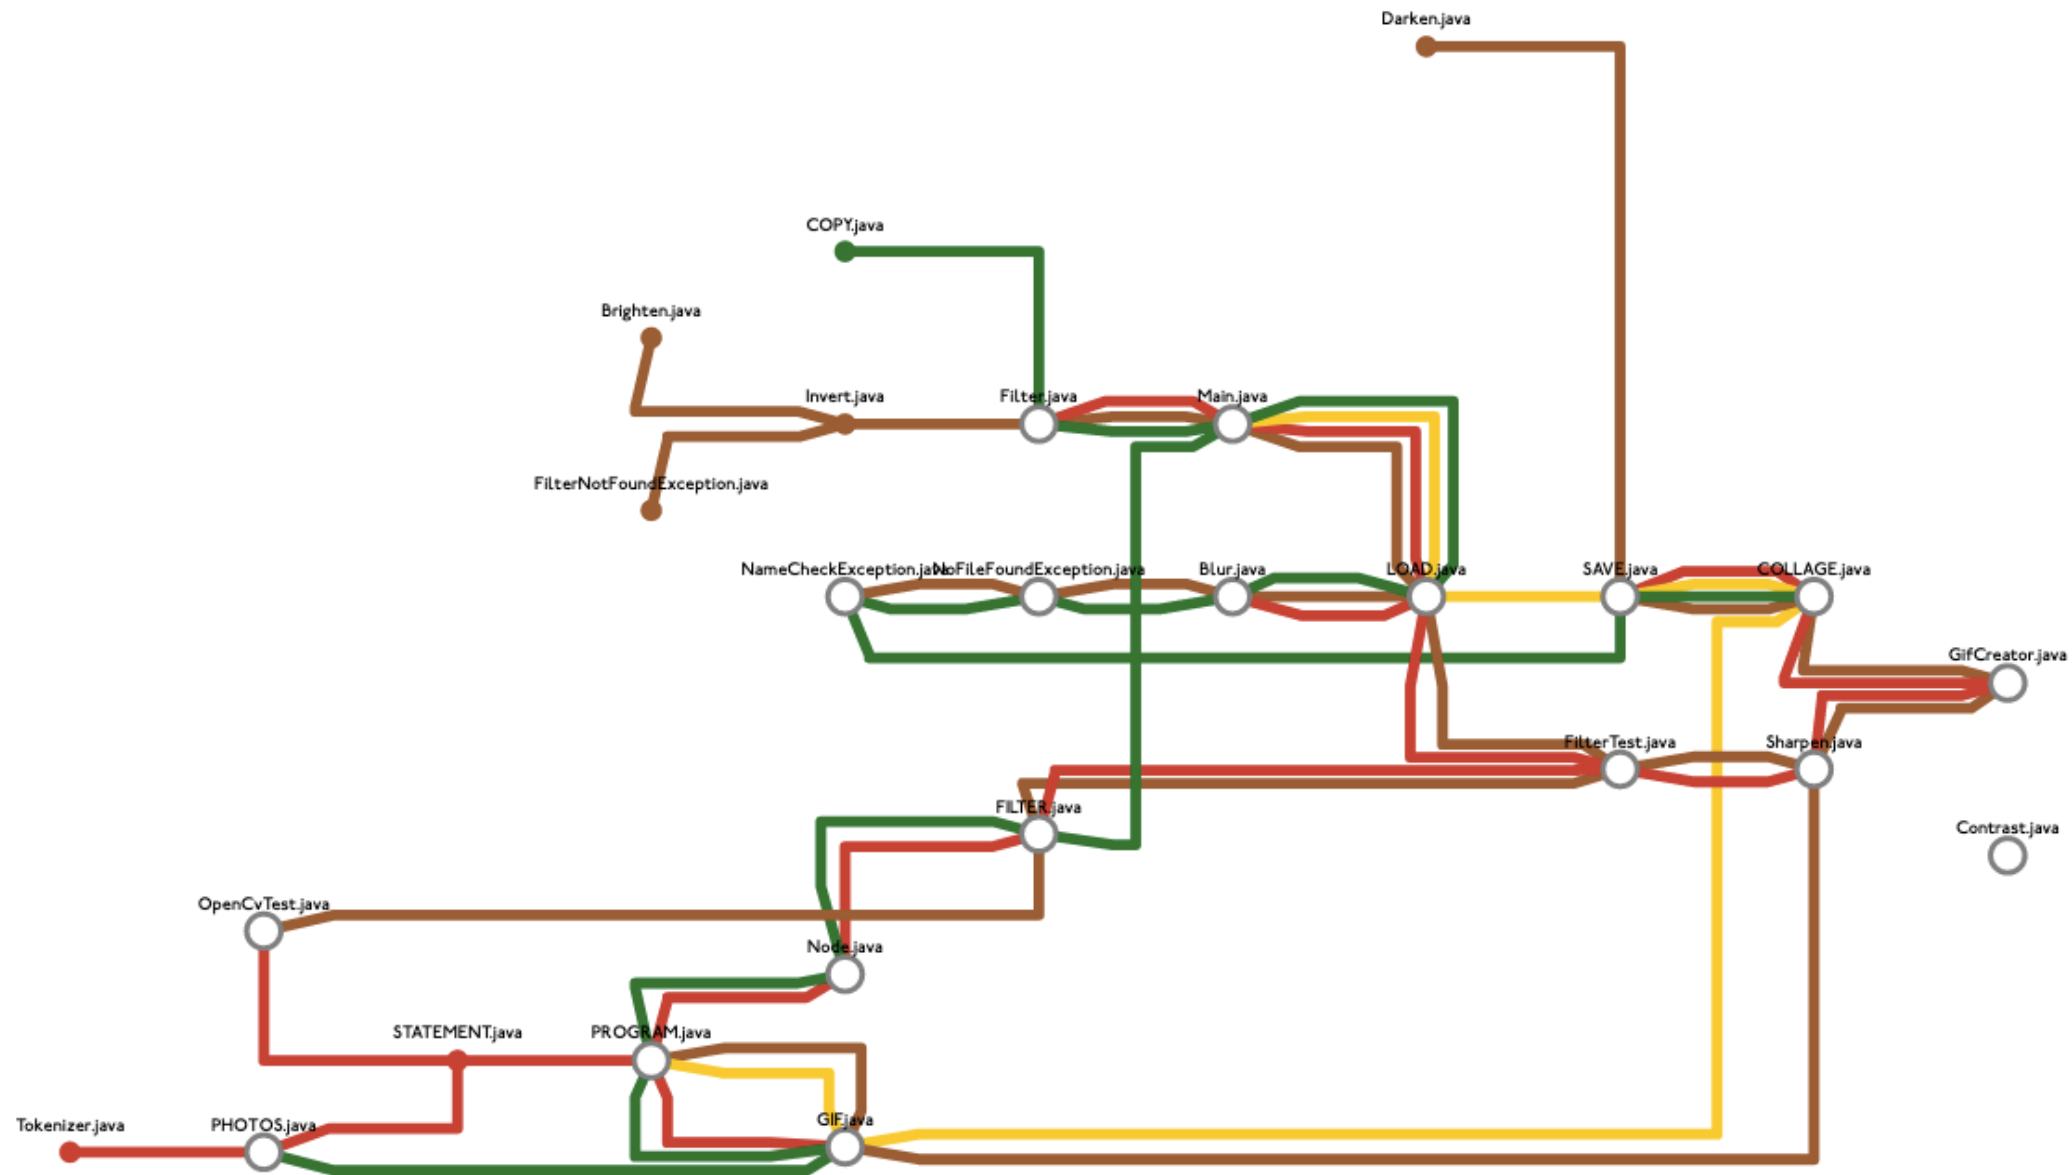 Darken.java
COPY.java
Brighten.java
Invert.java
Filter.java
Main.java
FilterNotFoundException.java
NameCheckException.java
NoFileFoundException.java
Blur.java
LOAD.java
SAVE.java
COLLAGE.java
GifCreator.java
FilterTest.java
Sharpen.java
FILTER.java
Contrast.java
OpenCvTest.java
Node.java
STATEMENT.java
PROGRAM.java
Tokenizer.java
PHOTOS.java
GIF.java